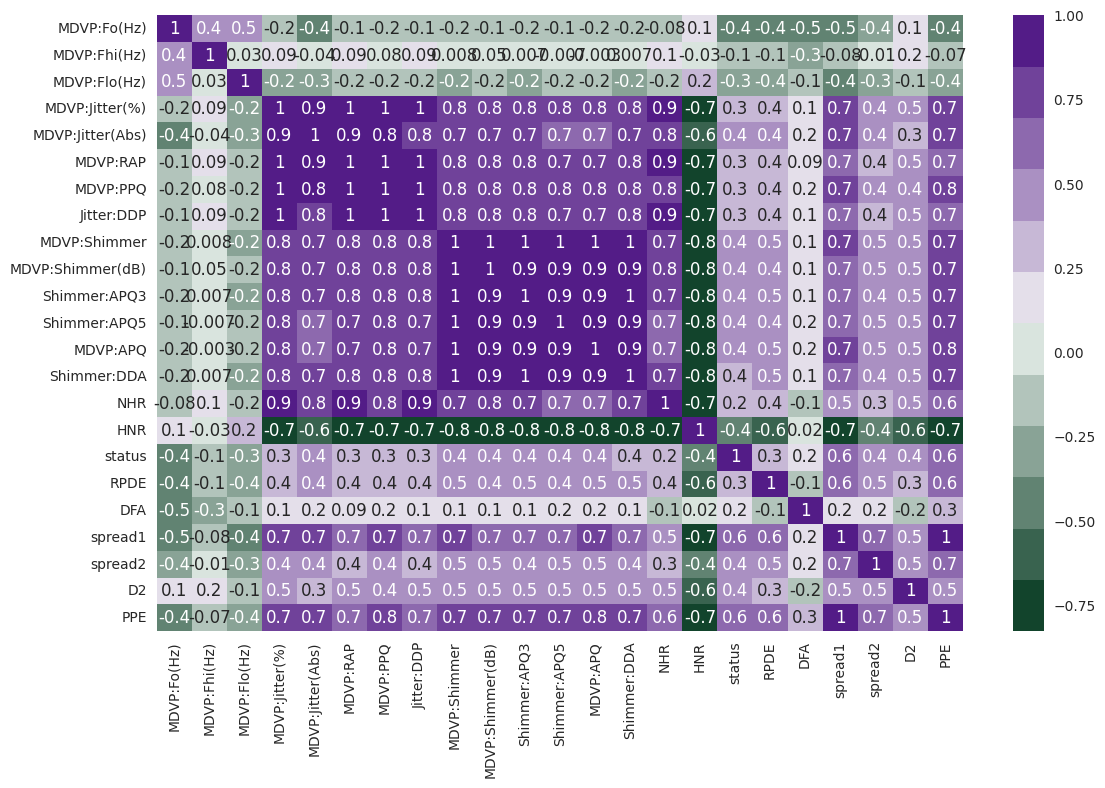 MDVP:Fo(Hz) 1 0.4 0.5 -0.2 -0.4 -0.1 -0.2 -0.1 -0.2 -0.1 -0.2 -0.1 -0.2 -0.2 -0.08 0.1 -0.4 -0.4 -0.5 -0.5 -0.4 0.1 -0.4
MDVP:Fhi(Hz) 0.4 1 0.03 0.09 -0.04 0.09 0.08 0.09 0.008 0.05 0.007 -0.007 -0.003 0.007 0.1 -0.03 -0.1 -0.1 -0.3 -0.08 -0.01 0.2 -0.07
MDVP:Flo(Hz) 0.5 0.03 1 -0.2 -0.3 -0.2 -0.2 -0.2 -0.2 -0.2 -0.2 -0.2 -0.2 -0.2 -0.2 0.2 -0.3 -0.4 -0.1 -0.4 -0.3 -0.1 -0.4
MDVP:Jitter(%) -0.2 0.09 -0.2 1 0.9 1 1 1 0.8 0.8 0.8 0.8 0.8 0.8 0.9 -0.7 0.3 0.4 0.1 0.7 0.4 0.5 0.7
MDVP:Jitter(Abs) -0.4 -0.04 -0.3 0.9 1 0.9 0.8 0.8 0.7 0.7 0.7 0.7 0.7 0.7 0.8 -0.6 0.4 0.4 0.2 0.7 0.4 0.3 0.7
MDVP:RAP -0.1 0.09 -0.2 1 0.9 1 1 1 0.8 0.8 0.8 0.7 0.7 0.8 0.9 -0.7 0.3 0.4 0.09 0.7 0.4 0.5 0.7
MDVP:PPQ -0.2 0.08 -0.2 1 0.8 1 1 1 0.8 0.8 0.8 0.8 0.8 0.8 0.8 -0.7 0.3 0.4 0.2 0.7 0.4 0.4 0.8
Jitter:DDP -0.1 0.09 -0.2 1 0.8 1 1 1 0.8 0.8 0.8 0.7 0.7 0.8 0.9 -0.7 0.3 0.4 0.1 0.7 0.4 0.5 0.7
MDVP:Shimmer -0.2 0.008 -0.2 0.8 0.7 0.8 0.8 0.8 1 1 1 1 1 1 0.7 -0.8 0.4 0.5 0.1 0.7 0.5 0.5 0.7
MDVP:Shimmer(dB) -0.1 0.05 -0.2 0.8 0.7 0.8 0.8 0.8 1 1 0.9 0.9 0.9 0.9 0.8 -0.8 0.4 0.4 0.1 0.7 0.5 0.5 0.7
Shimmer:APQ3 -0.2 0.007 -0.2 0.8 0.7 0.8 0.8 0.8 1 0.9 1 0.9 0.9 1 0.7 -0.8 0.4 0.4 0.1 0.7 0.4 0.5 0.7
Shimmer:APQ5 -0.1 -0.007 -0.2 0.8 0.7 0.7 0.8 0.7 1 0.9 0.9 1 0.9 0.9 0.7 -0.8 0.4 0.4 0.2 0.7 0.5 0.5 0.7
MDVP:APQ -0.2 -0.003 -0.2 0.8 0.7 0.7 0.8 0.7 1 0.9 0.9 0.9 1 0.9 0.7 -0.8 0.4 0.5 0.2 0.7 0.5 0.5 0.8
Shimmer:DDA -0.2 0.007 -0.2 0.8 0.7 0.8 0.8 0.8 1 0.9 1 0.9 0.9 1 0.7 -0.8 0.4 0.5 0.1 0.7 0.4 0.5 0.7
NHR -0.08 0.1 -0.2 0.9 0.8 0.9 0.8 0.9 0.7 0.8 0.7 0.7 0.7 0.7 1 -0.7 0.2 0.4 -0.1 0.5 0.3 0.5 0.6
HNR 0.1 -0.03 0.2 -0.7 -0.6 -0.7 -0.7 -0.7 -0.8 -0.8 -0.8 -0.8 -0.8 -0.8 -0.7 1 -0.4 -0.6 0.02 -0.7 -0.4 -0.6 -0.7
status -0.4 -0.1 -0.3 0.3 0.4 0.3 0.3 0.3 0.4 0.4 0.4 0.4 0.4 0.4 0.2 -0.4 1 0.3 0.2 0.6 0.4 0.4 0.6
RPDE -0.4 -0.1 -0.4 0.4 0.4 0.4 0.4 0.4 0.5 0.4 0.5 0.4 0.5 0.5 0.4 -0.6 0.3 1 -0.1 0.6 0.5 0.3 0.6
DFA -0.5 -0.3 -0.1 0.1 0.2 0.09 0.2 0.1 0.1 0.1 0.1 0.2 0.2 0.1 -0.1 0.02 0.2 -0.1 1 0.2 0.2 -0.2 0.3
spread1 -0.5 -0.08 -0.4 0.7 0.7 0.7 0.7 0.7 0.7 0.7 0.7 0.7 0.7 0.7 0.5 -0.7 0.6 0.6 0.2 1 0.7 0.5 1
spread2 -0.4 -0.01 -0.3 0.4 0.4 0.4 0.4 0.4 0.5 0.5 0.4 0.5 0.5 0.4 0.3 -0.4 0.4 0.5 0.2 0.7 1 0.5 0.7
D2 0.1 0.2 -0.1 0.5 0.3 0.5 0.4 0.5 0.5 0.5 0.5 0.5 0.5 0.5 0.5 -0.6 0.4 0.3 -0.2 0.5 0.5 1 0.5
PPE -0.4 -0.07 -0.4 0.7 0.7 0.7 0.8 0.7 0.7 0.7 0.7 0.7 0.8 0.7 0.6 -0.7 0.6 0.6 0.3 1 0.7 0.5 1
MDVP:Fo(Hz)
MDVP:Fhi(Hz)
MDVP:Flo(Hz)
MDVP:Jitter(%)
MDVP:Jitter(Abs)
MDVP:RAP
MDVP:PPQ
Jitter:DDP
MDVP:Shimmer
MDVP:Shimmer(dB)
Shimmer:APQ3
Shimmer:APQ5
MDVP:APQ
Shimmer:DDA
NHR
HNR
status
RPDE
DFA
spread1
spread2
D2
PPE
1.00
0.75
0.50
0.25
0.00
−0.25
−0.50
−0.75